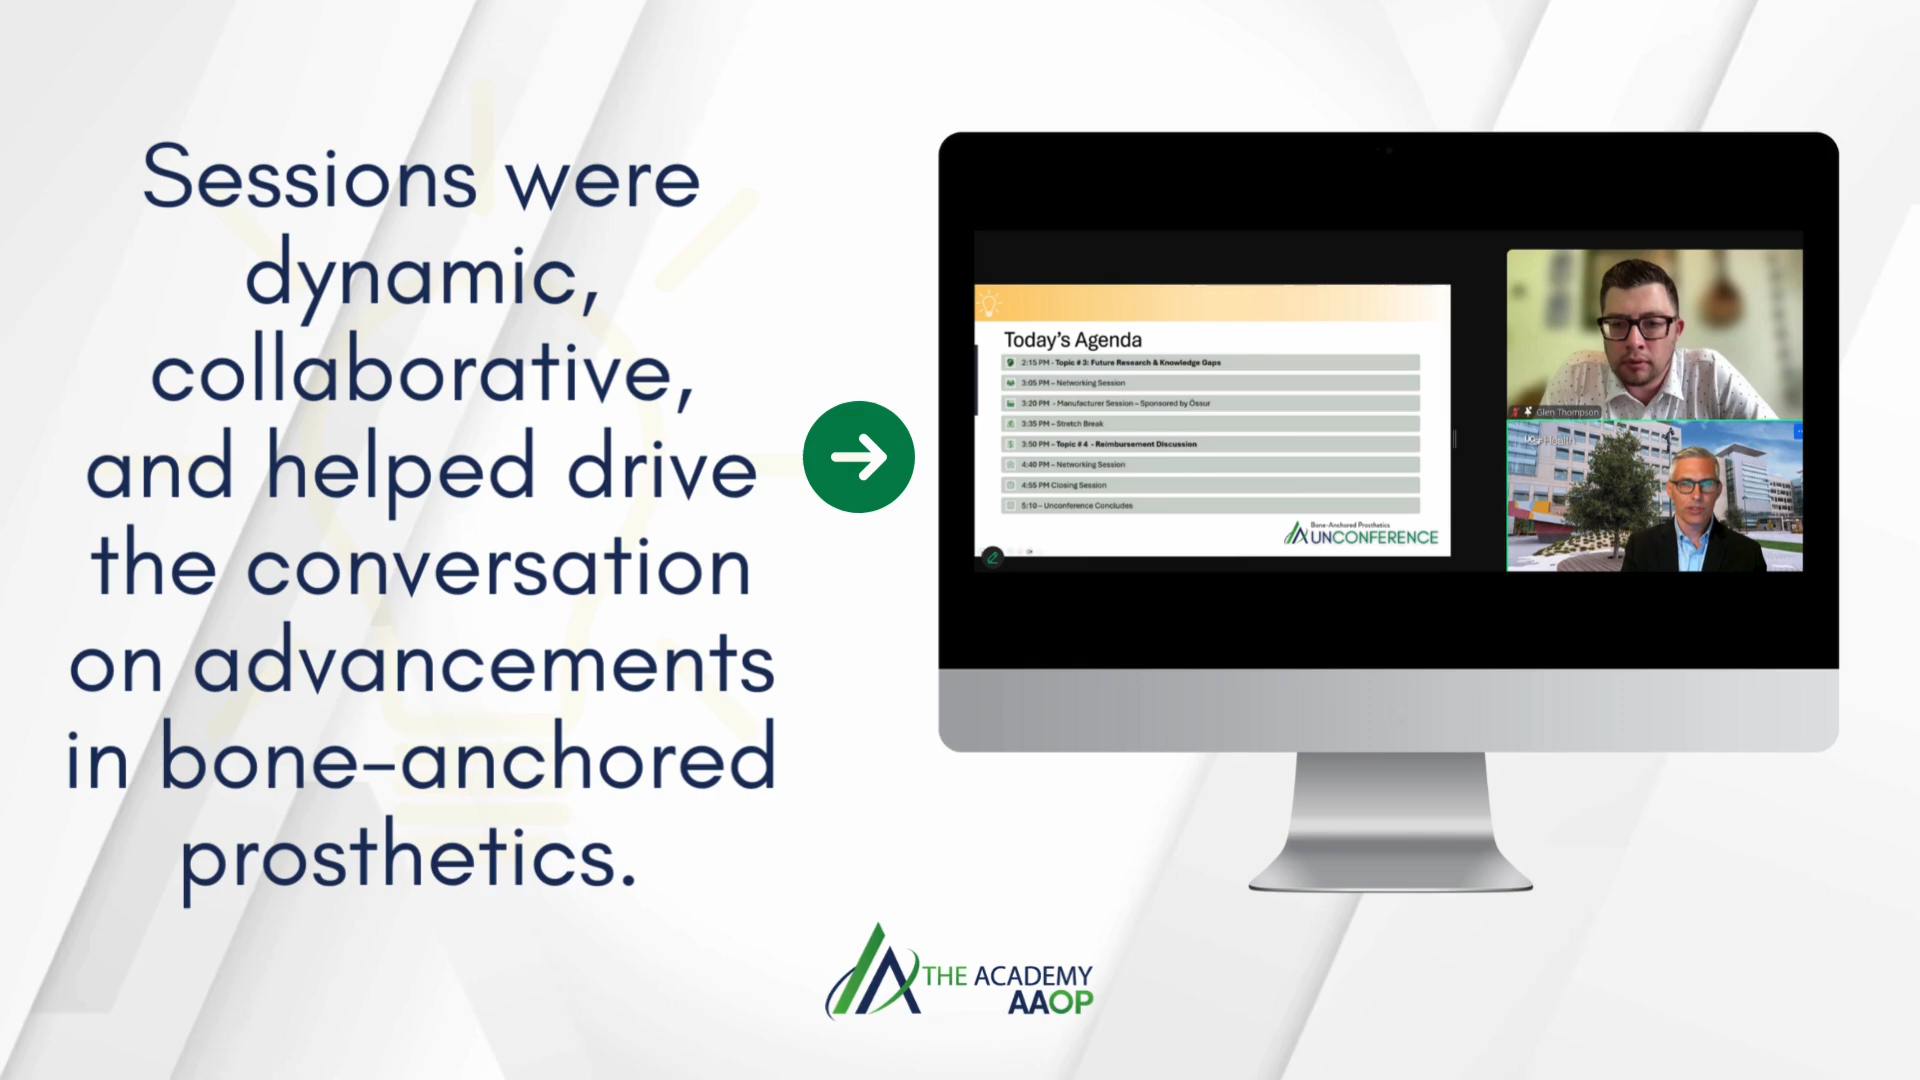 Sessions were
dynamic,
collaborative,
and helped drive
the conversation
on advancements
in bone-anchored
prosthetics.
Today's Agenda
2:15 PM - Topic # 3: Future Research & Knowledge Gaps
3:05 PM – Networking Session
3:20 PM - Manufacturer Session – Sponsored by Össur
3:35 PM – Stretch Break
3:50 PM – Topic # 4 - Reimbursement Discussion
4:40 PM – Networking Session
4:55 PM Closing Session
5:10 – Unconference Concludes
Bone-Anchored Prosthetics
UNCONFERENCE
Glen Thompson
UCSF Health
THE ACADEMY
AAOP